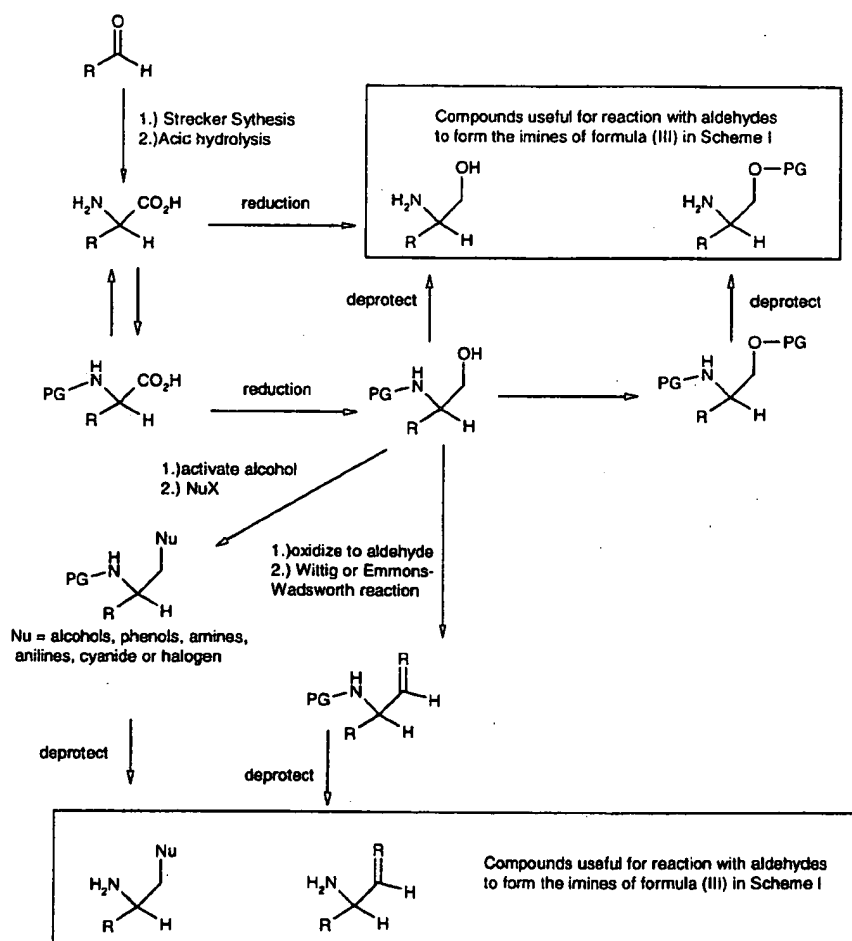 O
R H
1.) Strecker Sythesis
2.)Acic hydrolysis
Compounds useful for reaction with aldehydes
to form the imines of formula (III) in Scheme I
OH
H₂N
R H
O—PG
H₂N
R H
H₂N CO₂H
R H
reduction
deprotect
deprotect
H
PG N CO₂H
R H
reduction
OH
H
PG N
R H
O—PG
H
PG N
R H
1.)activate alcohol
2.) NuX
1.)oxidize to aldehyde
2.) Wittig or Emmons-
Wadsworth reaction
Nu
H
PG N
R H
Nu = alcohols, phenols, amines,
anilines, cyanide or halogen
R
H
PG N H
R H
deprotect
deprotect
Nu
H₂N
R H
R
H₂N H
R H
Compounds useful for reaction with aldehydes
to form the imines of formula (III) in Scheme I